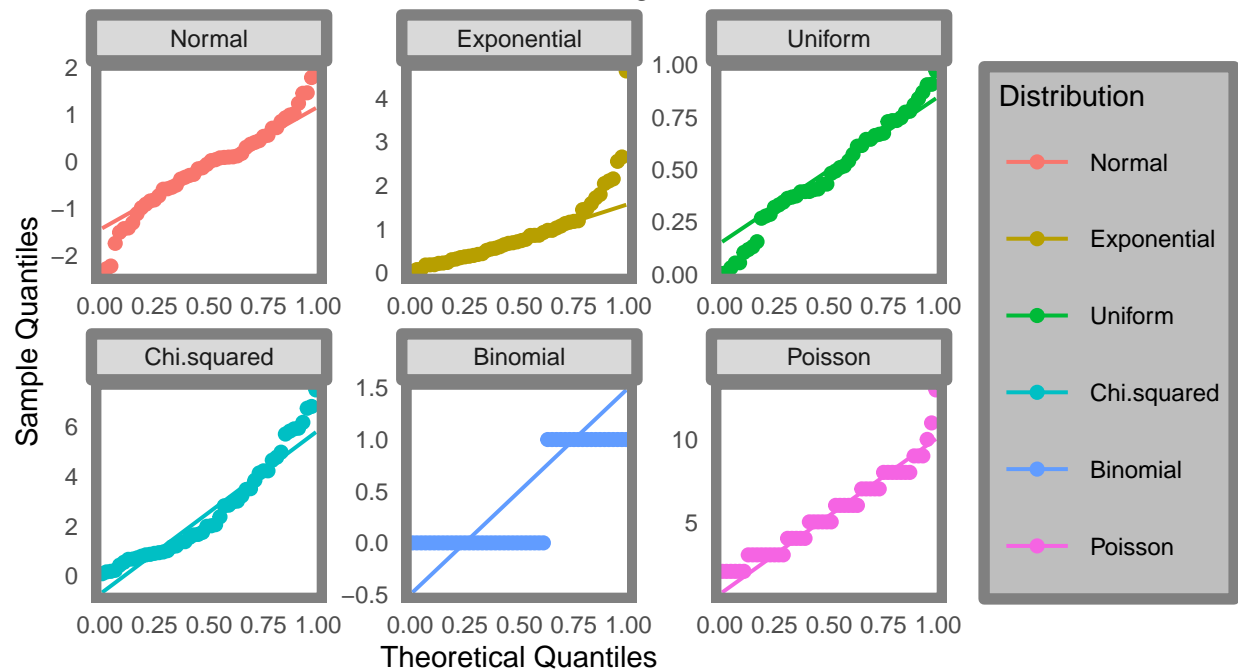 Normal
Exponential
Uniform
2
1
0
−1
−2
4
3
2
1
0
1.00
0.75
0.50
0.25
0.00
0.00 0.25 0.50 0.75 1.00
0.00 0.25 0.50 0.75 1.00
0.00 0.25 0.50 0.75 1.00
Chi.squared
Binomial
Poisson
6
4
2
0
1.5
1.0
0.5
0.0
−0.5
10
5
0.00 0.25 0.50 0.75 1.00
0.00 0.25 0.50 0.75 1.00
0.00 0.25 0.50 0.75 1.00
Sample Quantiles
Theoretical Quantiles
Distribution
Normal
Exponential
Uniform
Chi.squared
Binomial
Poisson